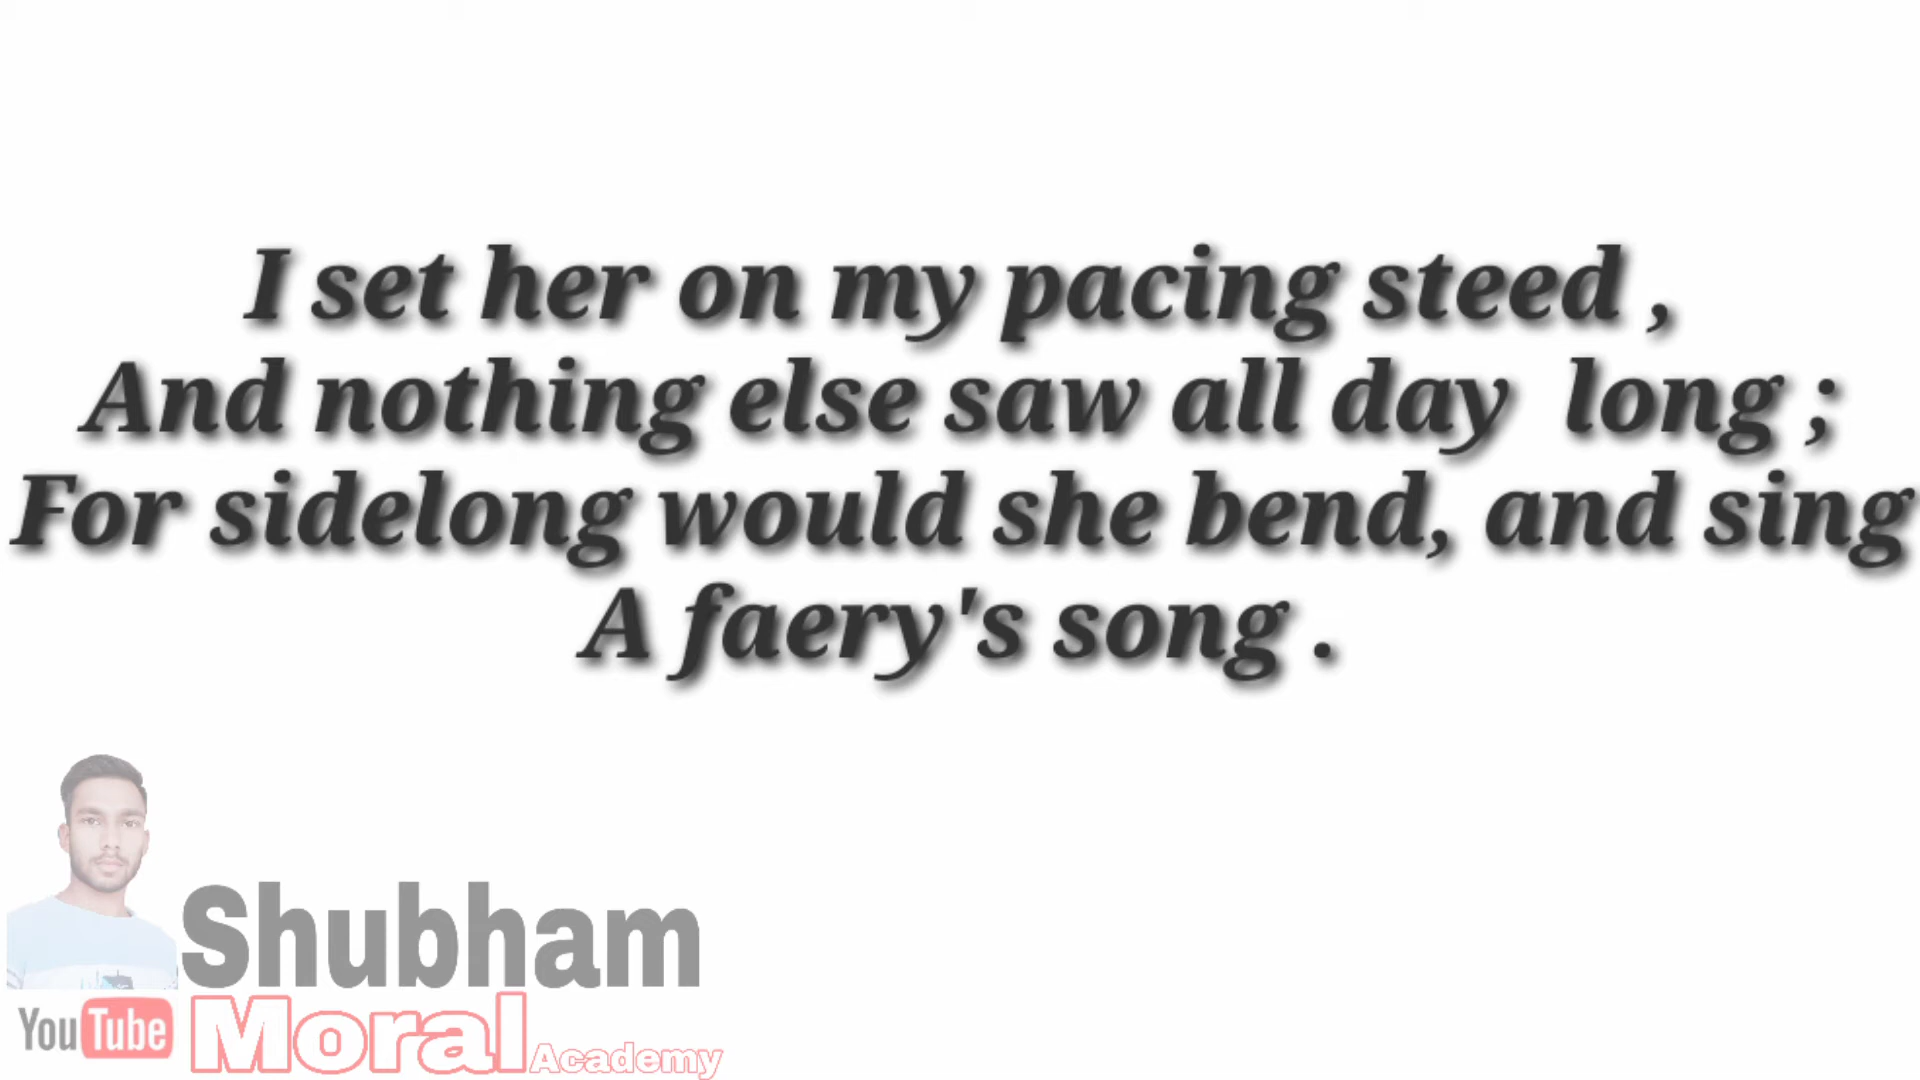 I set her on my pacing steed ,
And nothing else saw all day  long ;
For sidelong would she bend, and sing
A faery's song .
Shubham
YouTube Moral Academy